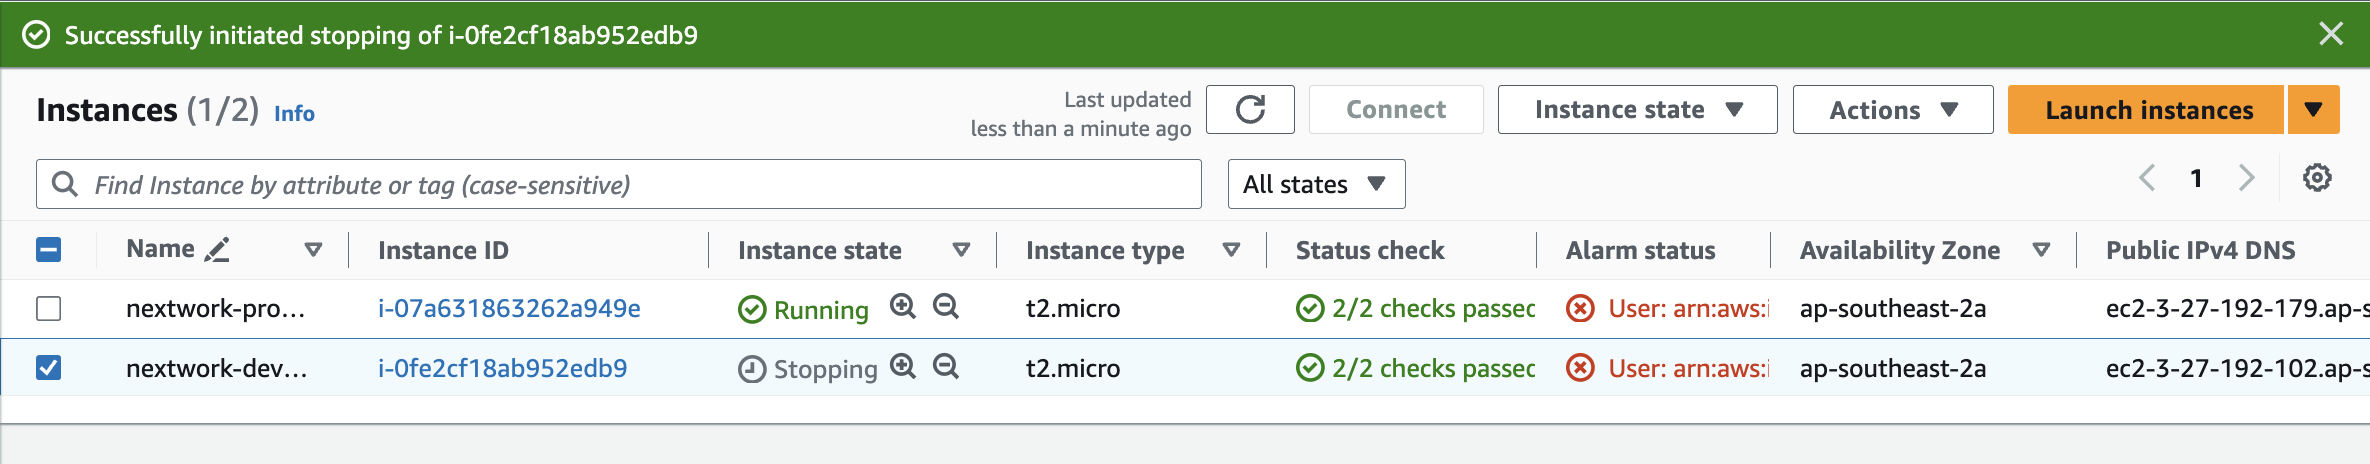 Successfully initiated stopping of i-0fe2cf18ab952edb9
Instances (1/2) Info
Last updated
less than a minute ago
Connect
Instance state
Actions
Launch instances
Find Instance by attribute or tag (case-sensitive)
All states
1
Name Instance ID Instance state Instance type Status check Alarm status Availability Zone Public IPv4 DNS
nextwork-pro... i-07a631863262a949e Running t2.micro 2/2 checks passec User: arn:aws:i ap-southeast-2a ec2-3-27-192-179.ap-s
nextwork-dev... i-0fe2cf18ab952edb9 Stopping t2.micro 2/2 checks passec User: arn:aws:i ap-southeast-2a ec2-3-27-192-102.ap-s